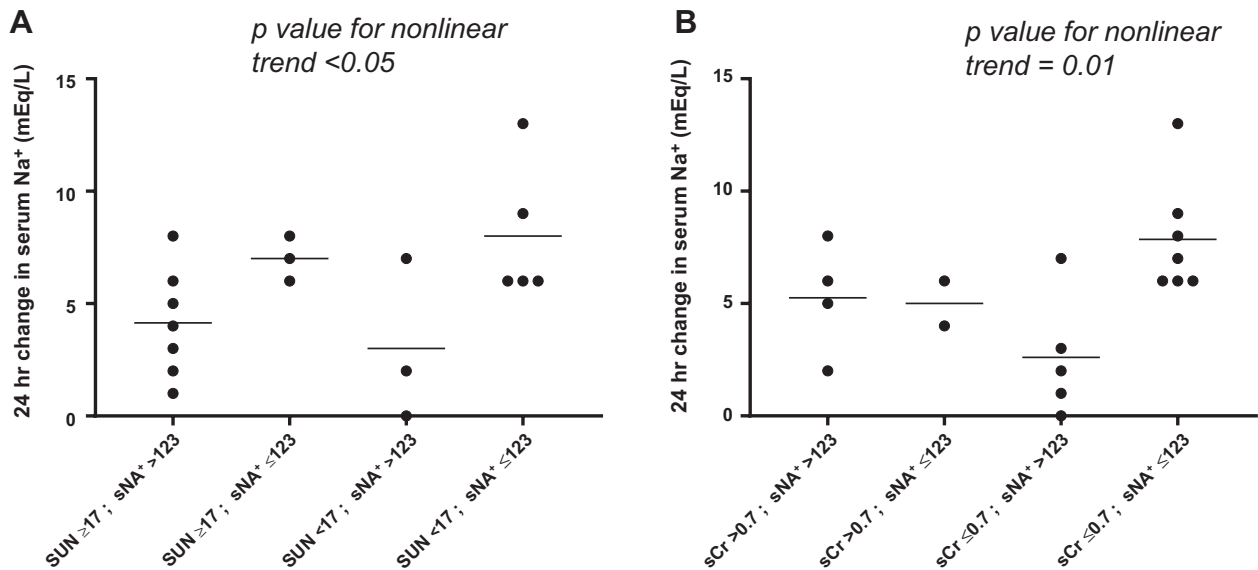 A
p value for nonlinear
trend <0.05
24 hr change in serum Na⁺ (mEq/L)
15
10
5
0
SUN ≥17 ; sNA⁺ >123
SUN ≥17 ; sNA⁺ ≤123
SUN <17 ; sNA⁺ >123
SUN <17 ; sNA⁺ ≤123
B
p value for nonlinear
trend = 0.01
24 hr change in serum Na⁺ (mEq/L)
15
10
5
0
sCr >0.7 ; sNA⁺ >123
sCr >0.7 ; sNA⁺ ≤123
sCr ≤0.7 ; sNA⁺ >123
sCr ≤0.7 ; sNA⁺ ≤123